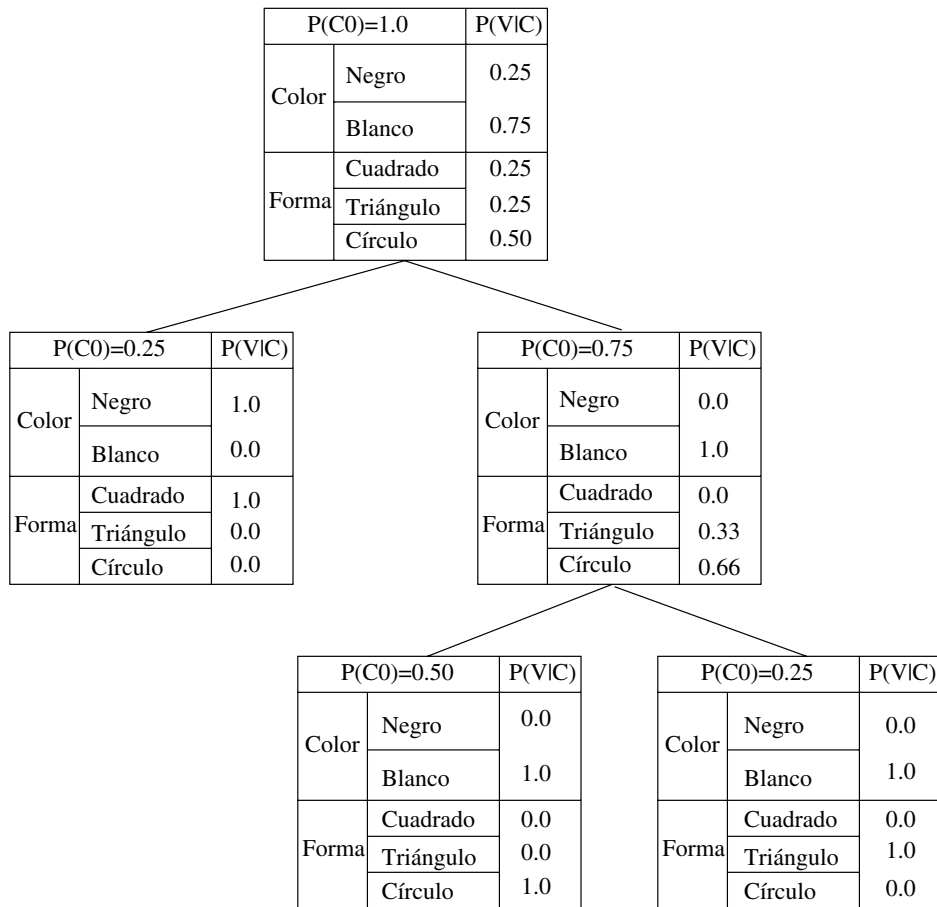 P(C0)=1.0 P(V|C)
Color Negro 0.25
Blanco 0.75
Forma Cuadrado 0.25
Triángulo 0.25
Círculo 0.50
P(C0)=0.25 P(V|C)
Color Negro 1.0
Blanco 0.0
Forma Cuadrado 1.0
Triángulo 0.0
Círculo 0.0
P(C0)=0.75 P(V|C)
Color Negro 0.0
Blanco 1.0
Forma Cuadrado 0.0
Triángulo 0.33
Círculo 0.66
P(C0)=0.50 P(V|C)
Color Negro 0.0
Blanco 1.0
Forma Cuadrado 0.0
Triángulo 0.0
Círculo 1.0
P(C0)=0.25 P(V|C)
Color Negro 0.0
Blanco 1.0
Forma Cuadrado 0.0
Triángulo 1.0
Círculo 0.0